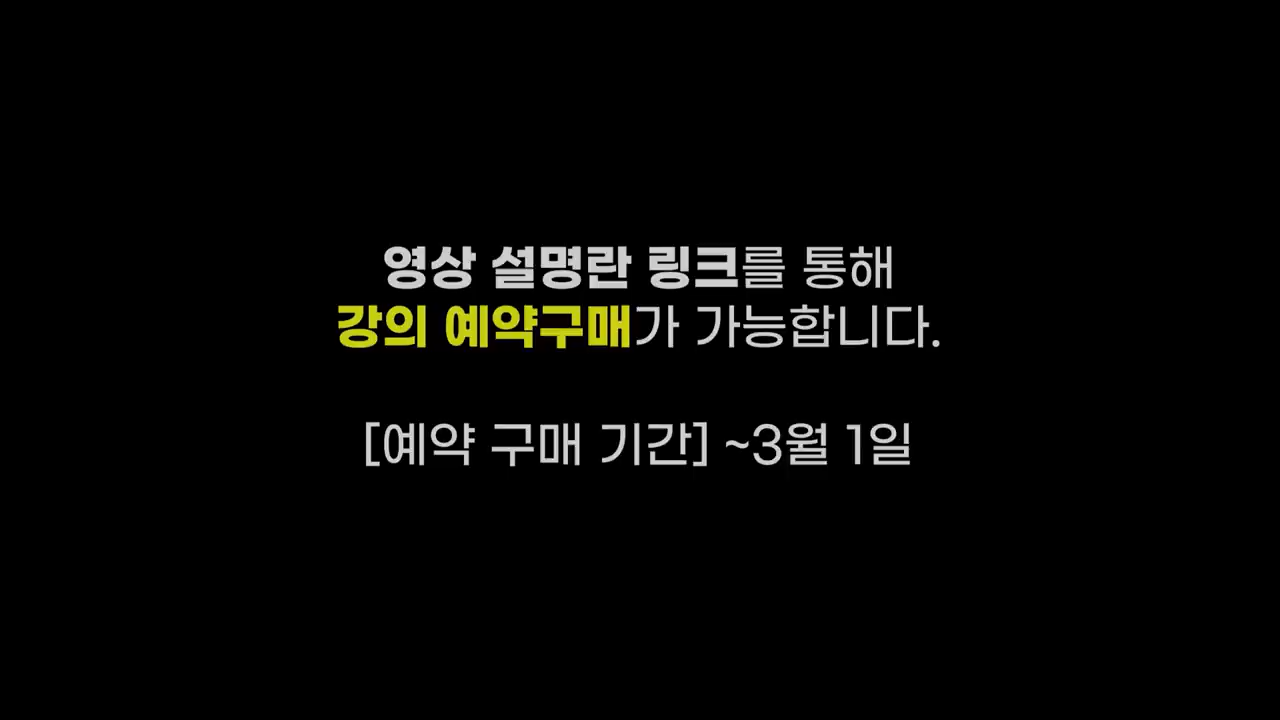 영상 설명란 링크를 통해
강의 예약구매가 가능합니다.
[예약 구매 기간] ~3월 1일